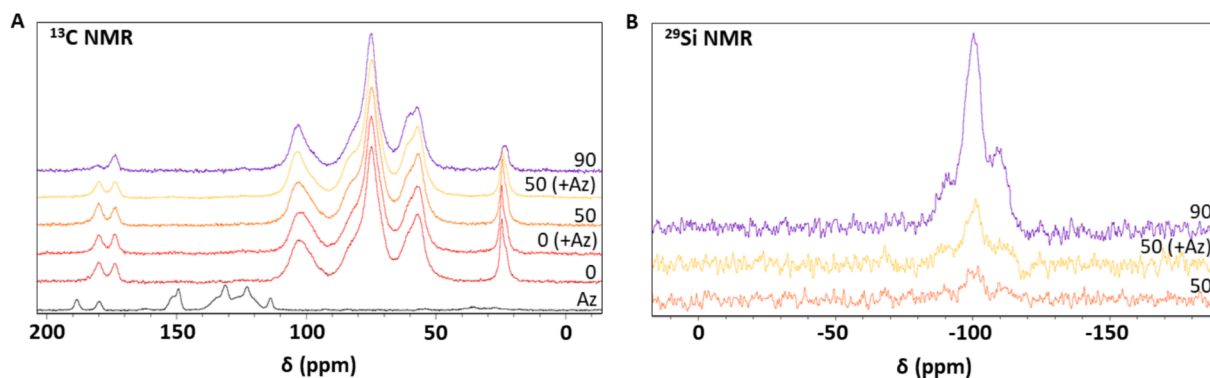 A
¹³C NMR
90
50 (+Az)
50
0 (+Az)
0
Az
200 150 100 50 0
δ (ppm)
B
²⁹Si NMR
90
50 (+Az)
50
0 -50 -100 -150
δ (ppm)